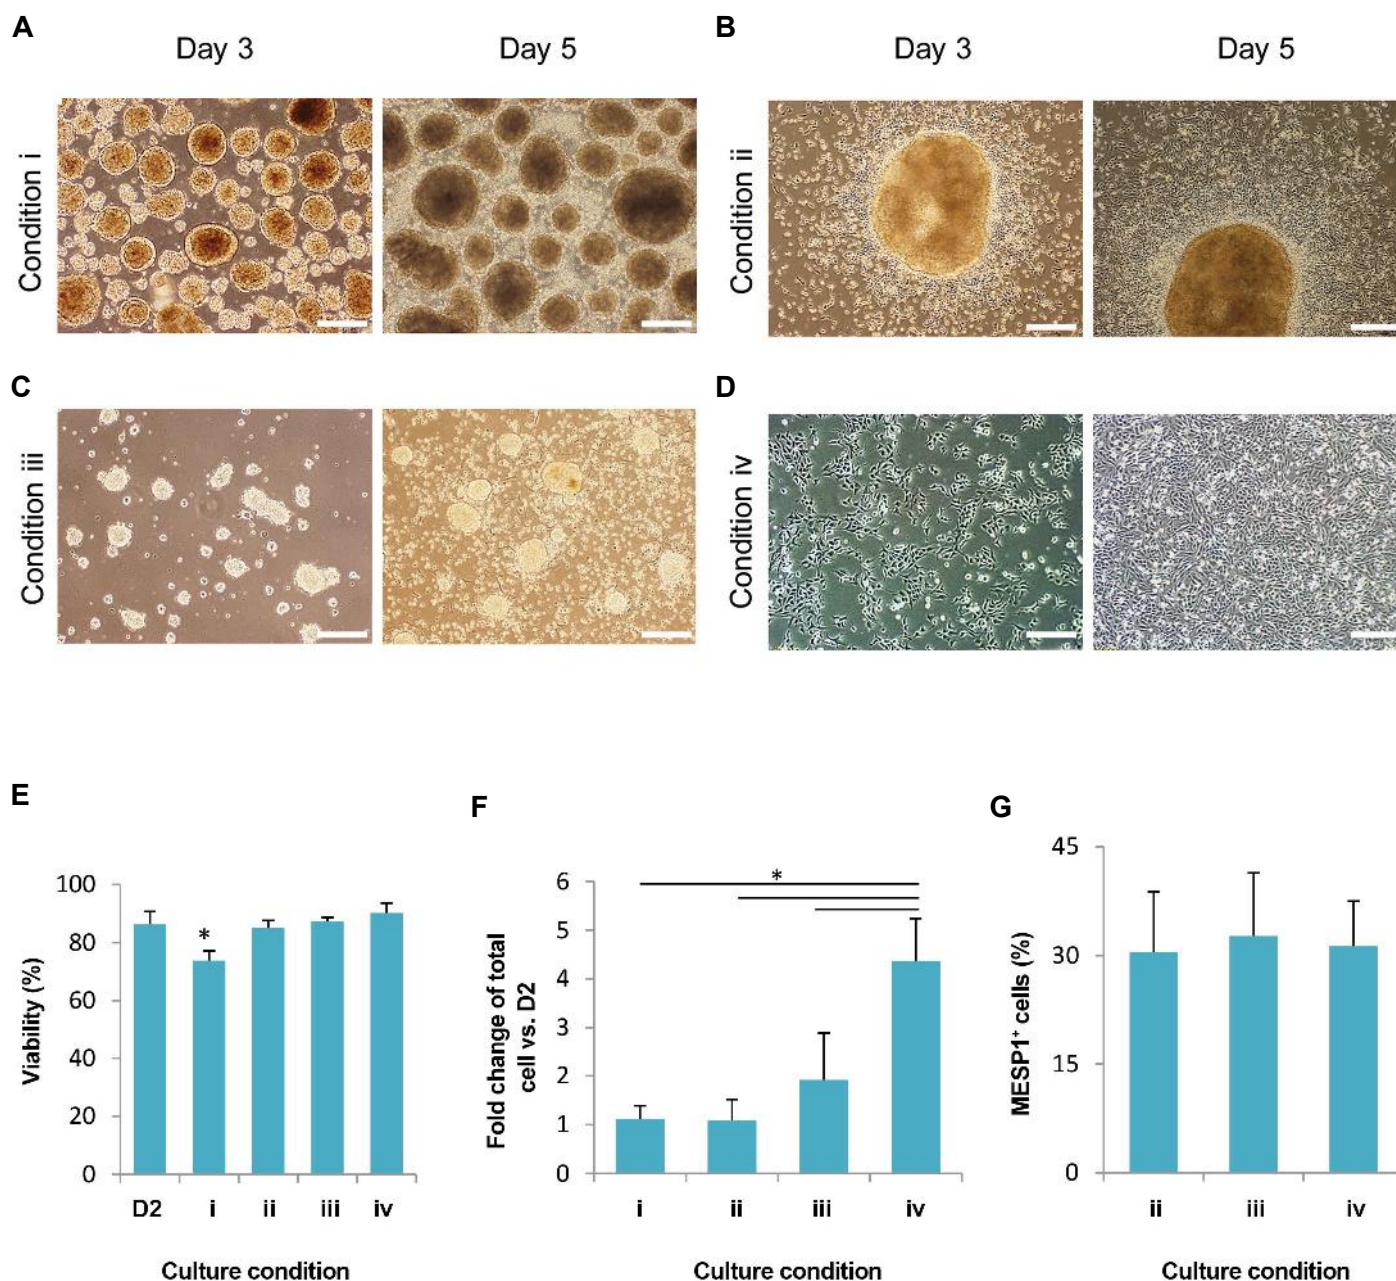 A
Day 3
Day 5
Condition i
B
Day 3
Day 5
Condition ii
C
Condition iii
D
Condition iv
E
Viability (%)
100
80
60
40
20
0
*
D2 i ii iii iv
Culture condition
F
Fold change of total
cell vs. D2
6
5
4
3
2
1
0
*
i ii iii iv
Culture condition
G
MESP1⁺ cells (%)
45
30
15
0
ii iii iv
Culture condition